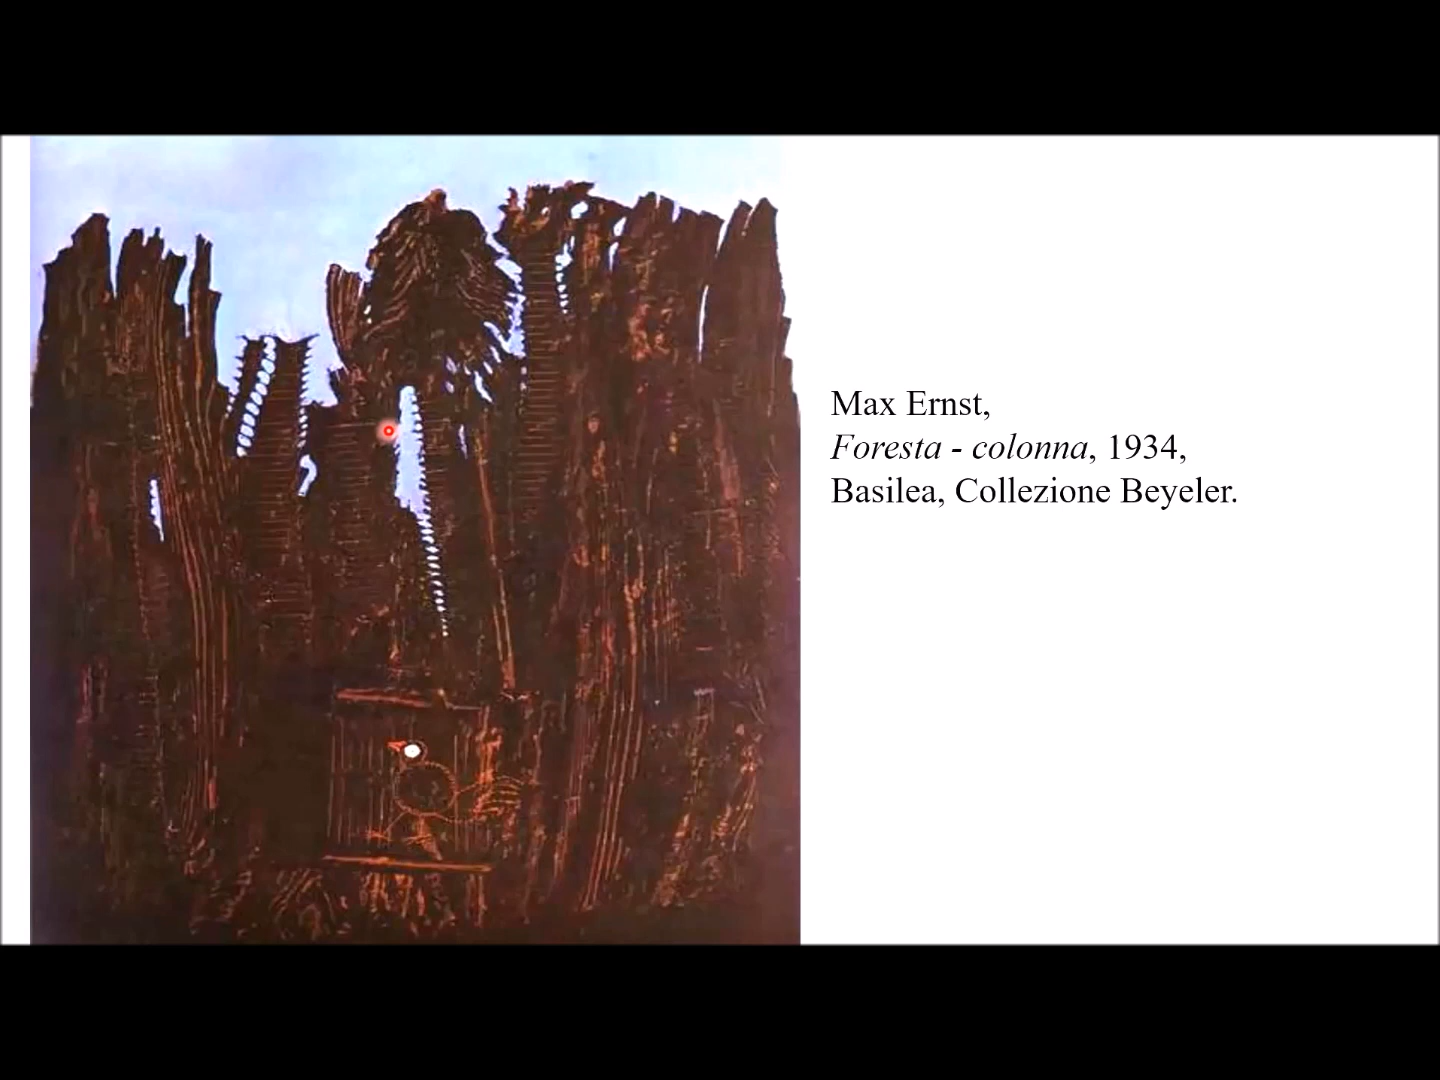 Max Ernst,
Foresta - colonna, 1934,
Basilea, Collezione Beyeler.